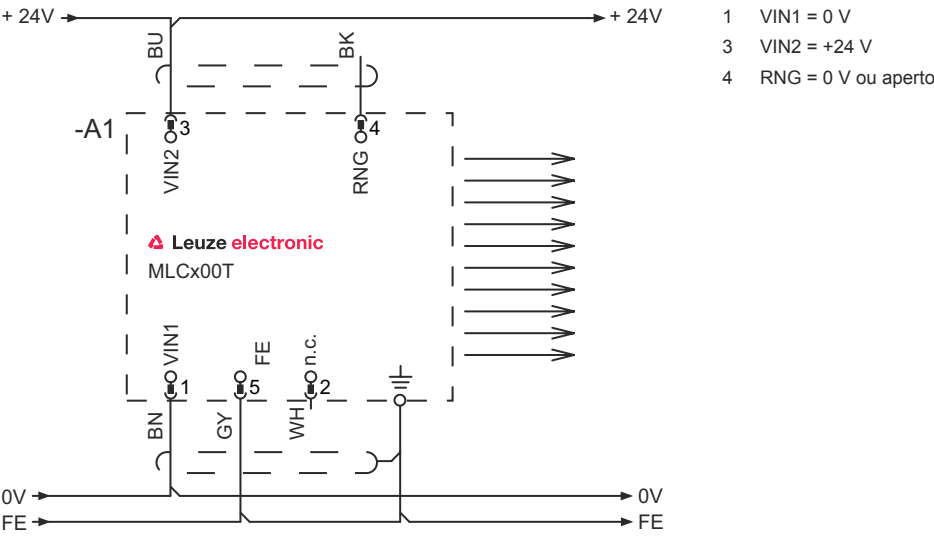 + 24V
+ 24V
1 VIN1 = 0 V
3 VIN2 = +24 V
4 RNG = 0 V ou aperto
BU
BK
-A1
3
4
VIN2
RNG
Leuze electronic
MLCx00T
VIN1
FE
n.c.
1
5
2
BN
GY
WH
0V
0V
FE
FE